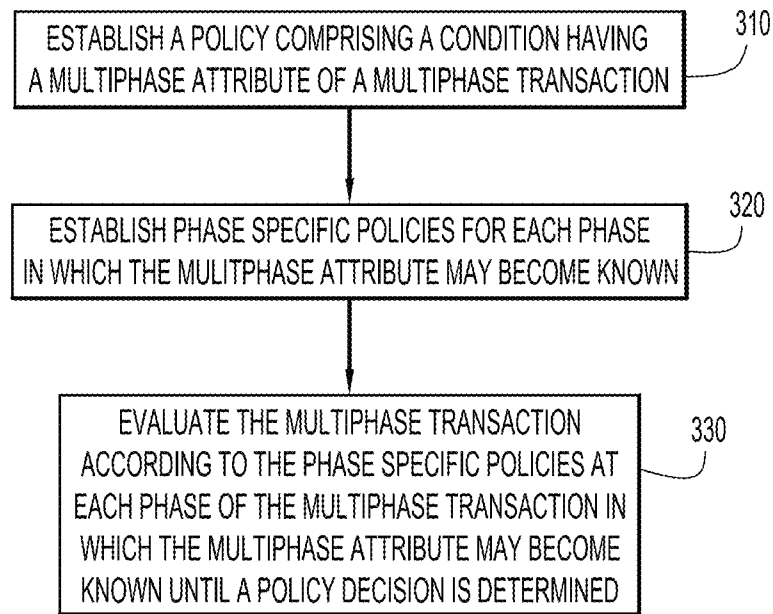 ESTABLISH A POLICY COMPRISING A CONDITION HAVING
A MULTIPHASE ATTRIBUTE OF A MULTIPHASE TRANSACTION
310
ESTABLISH PHASE SPECIFIC POLICIES FOR EACH PHASE
IN WHICH THE MULITPHASE ATTRIBUTE MAY BECOME KNOWN
320
EVALUATE THE MULTIPHASE TRANSACTION
ACCORDING TO THE PHASE SPECIFIC POLICIES AT
EACH PHASE OF THE MULTIPHASE TRANSACTION IN
WHICH THE MULTIPHASE ATTRIBUTE MAY BECOME
KNOWN UNTIL A POLICY DECISION IS DETERMINED
330